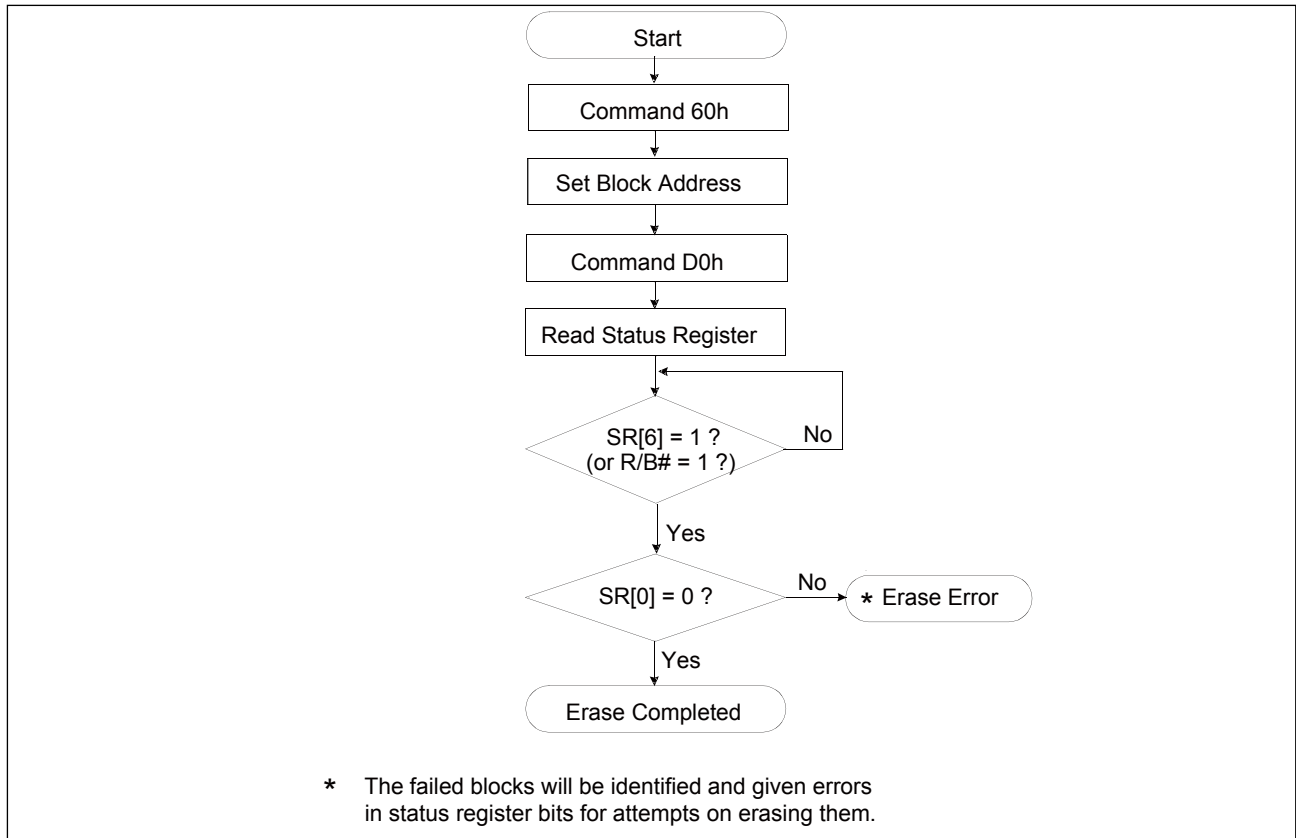 Start
Command 60h
Set Block Address
Command D0h
Read Status Register
SR[6] = 1 ?
(or R/B# = 1 ?)
No
Yes
SR[0] = 0 ?
No
* Erase Error
Yes
Erase Completed
* The failed blocks will be identified and given errors
in status register bits for attempts on erasing them.